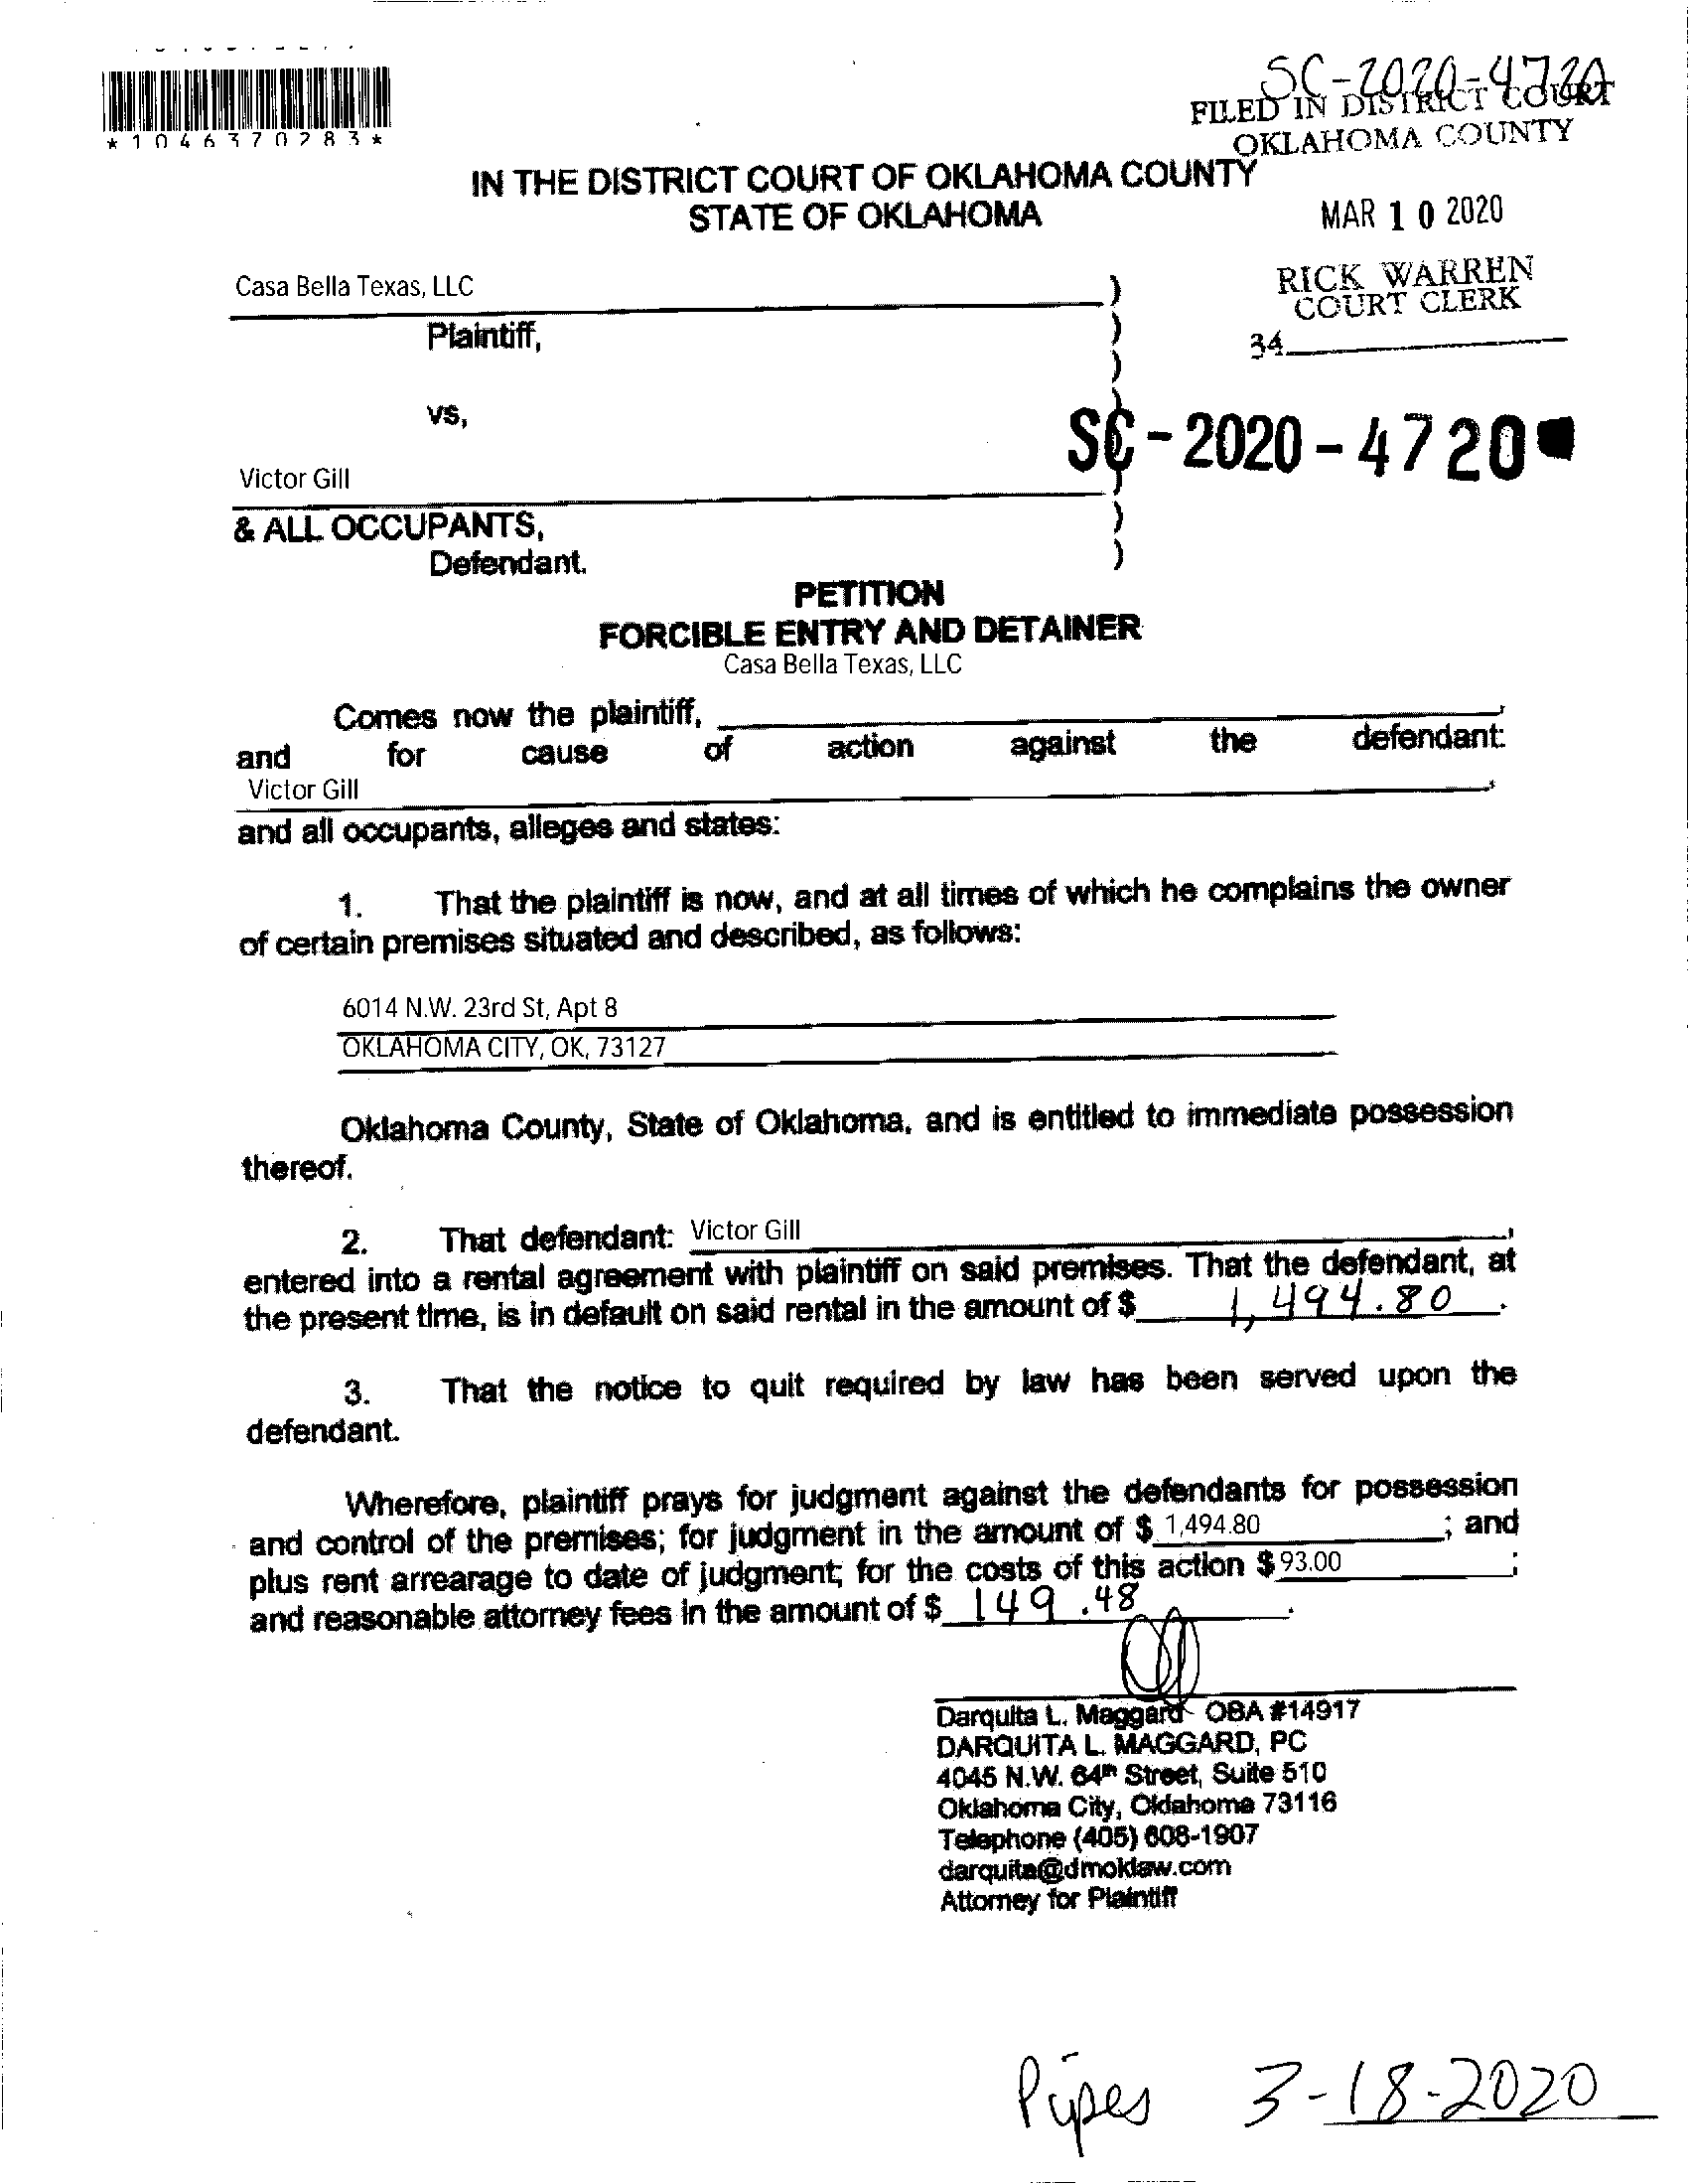 SC-2020-4720
FILED IN DISTRICT COURT
OKLAHOMA COUNTY
*1046370283*
IN THE DISTRICT COURT OF OKLAHOMA COUNTY
STATE OF OKLAHOMA
MAR 10 2020
RICK WARREN
COURT CLERK
34
Casa Bella Texas, LLC )
Plaintiff, )
)
vs, )
SC-2020-4720
Victor Gill )
& ALL OCCUPANTS, )
Defendant. )
PETITION
FORCIBLE ENTRY AND DETAINER
Casa Bella Texas, LLC
Comes now the plaintiff, ,
and for cause of action against the defendant:
Victor Gill ,
and all occupants, alleges and states:
1. That the plaintiff is now, and at all times of which he complains the owner
of certain premises situated and described, as follows:
6014 N.W. 23rd St, Apt 8
OKLAHOMA CITY, OK, 73127
Oklahoma County, State of Oklahoma, and is entitled to immediate possession
thereof.
2. That defendant: Victor Gill ,
entered into a rental agreement with plaintiff on said premises. That the defendant, at
the present time, is in default on said rental in the amount of $ 1,494.80 .
3. That the notice to quit required by law has been served upon the
defendant.
Wherefore, plaintiff prays for judgment against the defendants for possession
and control of the premises; for judgment in the amount of $ 1,494.80 ; and
plus rent arrearage to date of judgment; for the costs of this action $ 93.00 ;
and reasonable attorney fees in the amount of $ 149.48 .
Darquita L. Maggard OBA #14917
DARQUITA L. MAGGARD, PC
4045 N.W. 64th Street, Suite 510
Oklahoma City, Oklahoma 73116
Telephone (405) 608-1907
darquita@dmoklaw.com
Attorney for Plaintiff
Pipes 3-18-2020